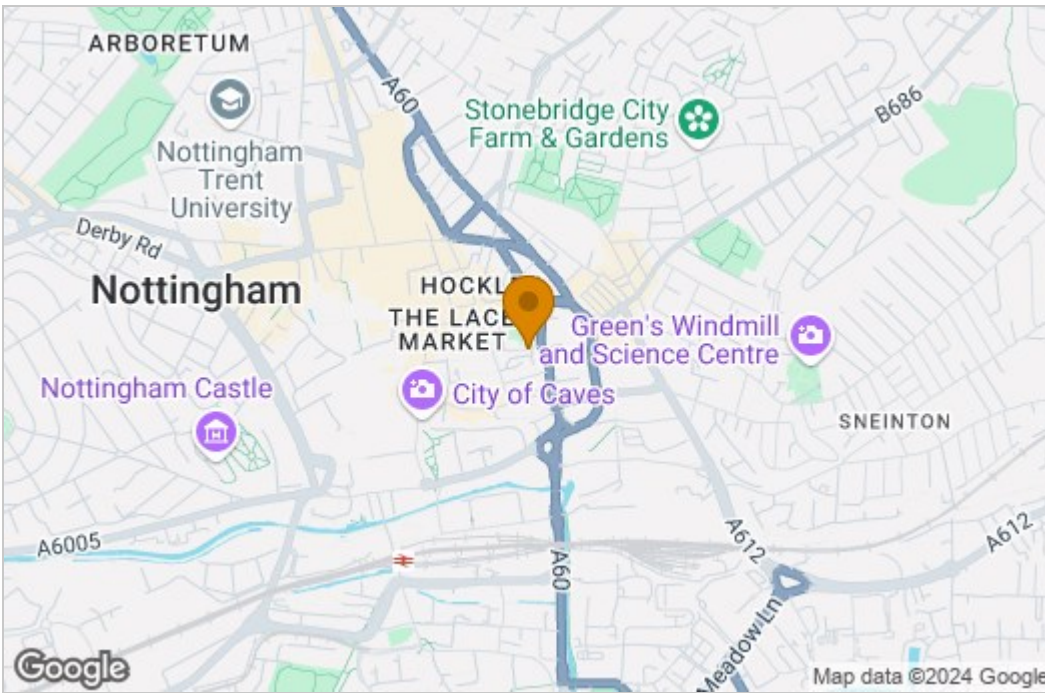 ARBORETUM
A60
Stonebridge City
Farm & Gardens
B686
Nottingham
Trent
University
Derby Rd
Nottingham
HOCKL
THE LACE
MARKET
Green's Windmill
and Science Centre
Nottingham Castle
City of Caves
SNEINTON
A6005
A60
A612
A612
Meadow Ln
Google
Map data ©2024 Google